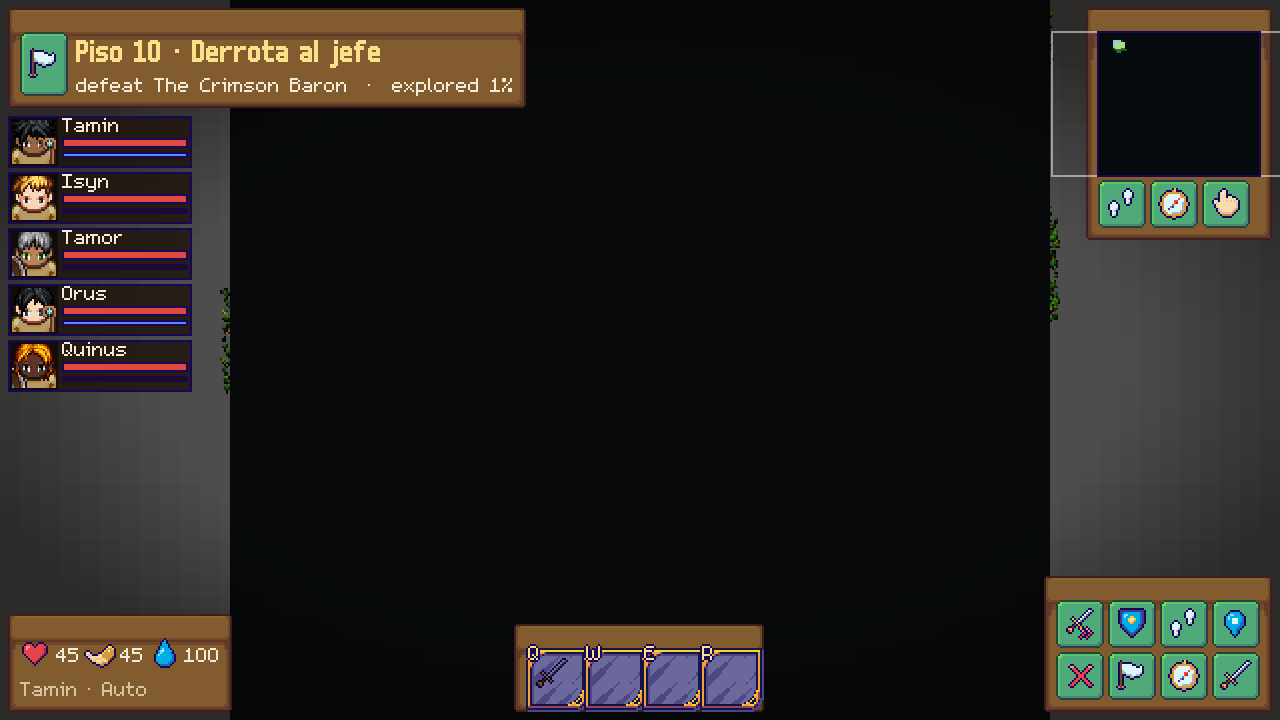 Piso 10 · Derrota al jefe
defeat The Crimson Baron · explored 1%
Tamin
Isyn
Tamor
Orus
Quinus
45 45 100
Tamin · Auto
Q W E R